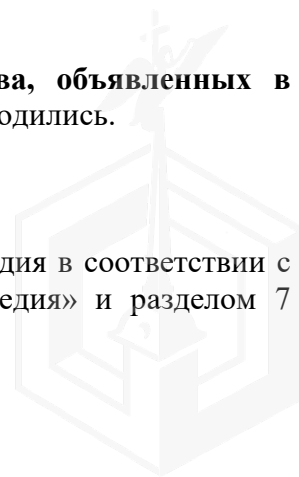 ва, объявленных в
одились.
дия в соответствии с
едия» и разделом 7